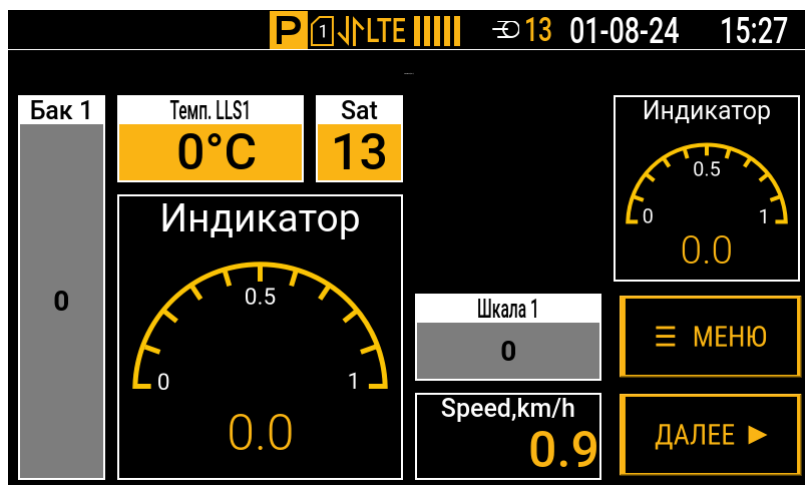 P 1 LTE 13 01-08-24 15:27
Бак 1
0
Темп. LLS1
0°C
Sat
13
Индикатор
0.5
0 1
0.0
Индикатор
0.5
0 1
0.0
Шкала 1
0
Speed,km/h
0.9
☰ МЕНЮ
ДАЛЕЕ ►